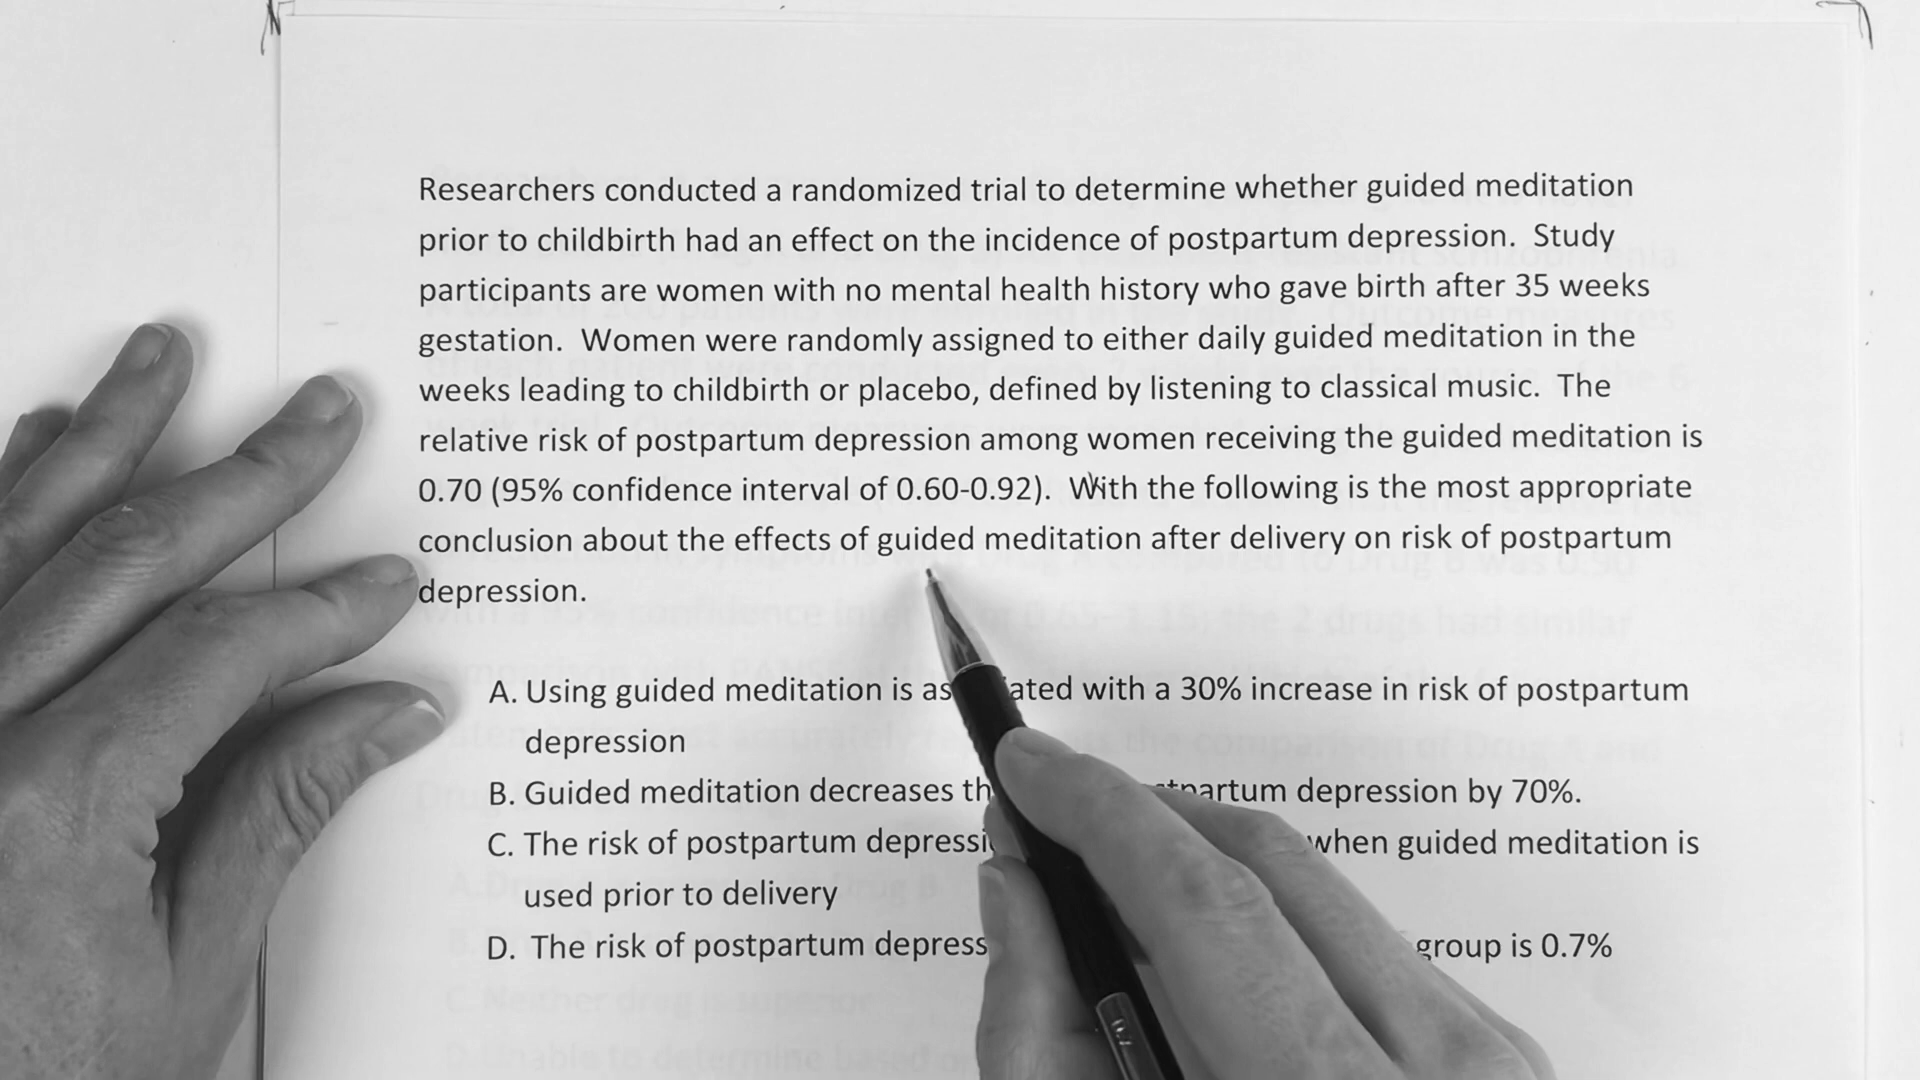 Researchers conducted a randomized trial to determine whether guided meditation
prior to childbirth had an effect on the incidence of postpartum depression. Study
participants are women with no mental health history who gave birth after 35 weeks
gestation. Women were randomly assigned to either daily guided meditation in the
weeks leading to childbirth or placebo, defined by listening to classical music. The
relative risk of postpartum depression among women receiving the guided meditation is
0.70 (95% confidence interval of 0.60-0.92). With the following is the most appropriate
conclusion about the effects of guided meditation after delivery on risk of postpartum
depression.
A. Using guided meditation is with a 30% increase in risk of postpartum
depression
B. Guided meditation decreases depression by 70%.
C. The risk of postpartum when guided meditation is
used prior to delivery
D. The risk of postpartum group is 0.7%